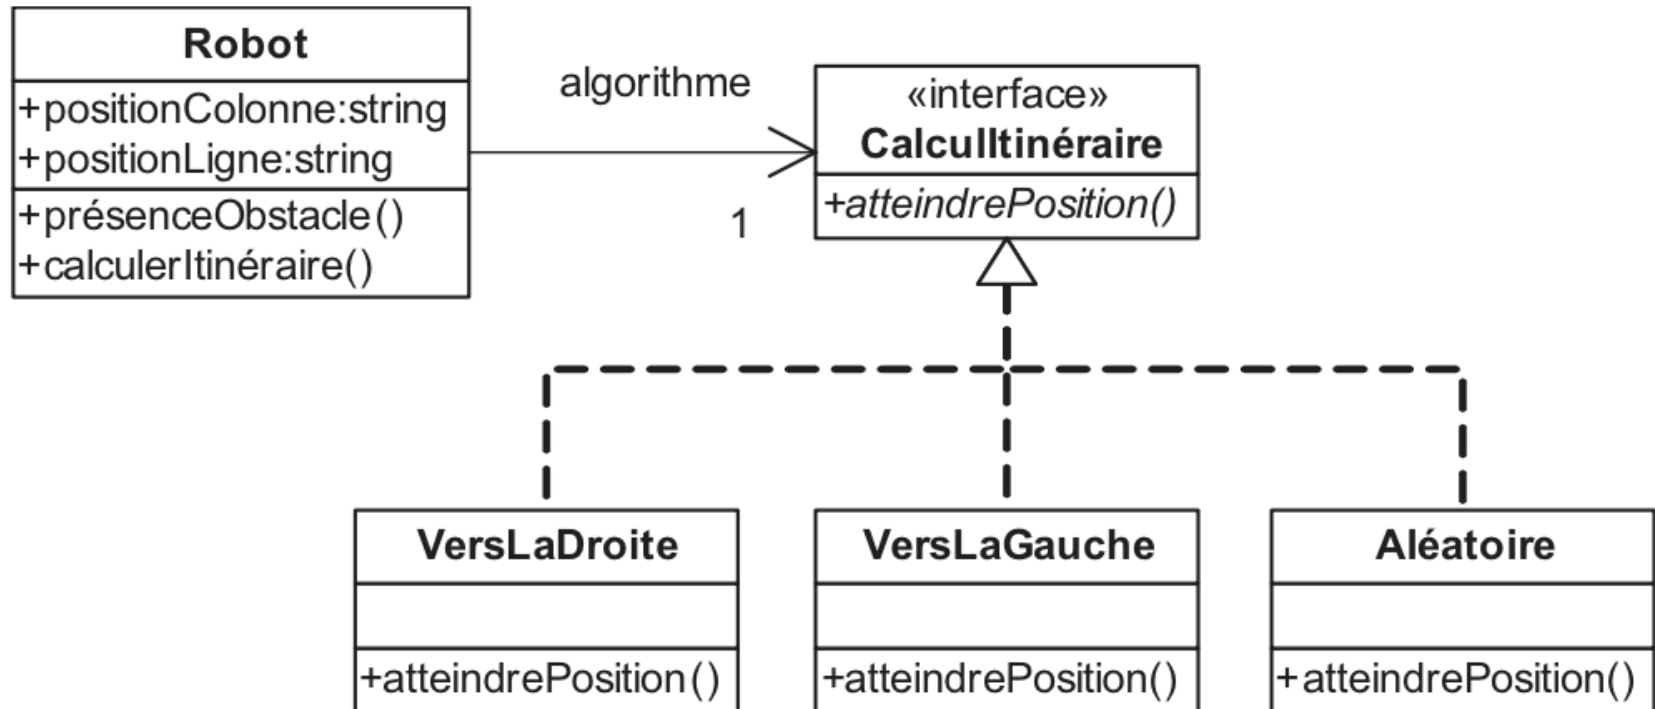 Robot
+positionColonne:string
+positionLigne:string
+présenceObstacle()
+calculerItinéraire()
algorithme
1
«interface»
CalculItinéraire
+atteindrePosition()
VersLaDroite
+atteindrePosition()
VersLaGauche
+atteindrePosition()
Aléatoire
+atteindrePosition()